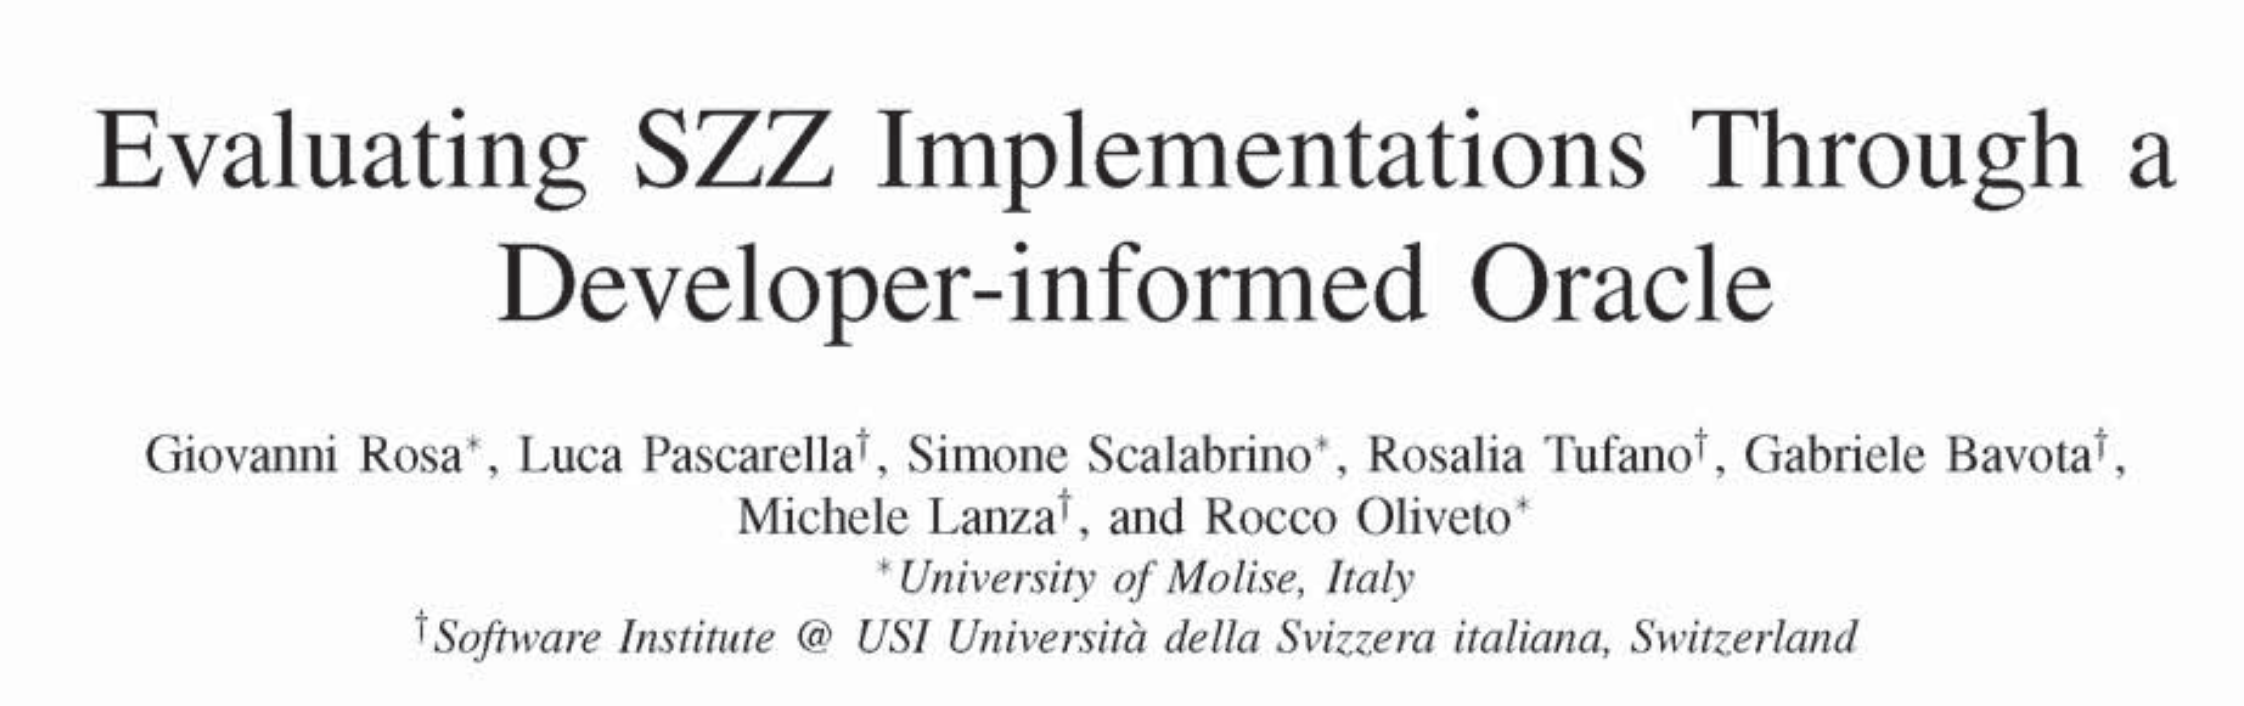 Evaluating SZZ Implementations Through a
Developer-informed Oracle
Giovanni Rosa*, Luca Pascarella†, Simone Scalabrino*, Rosalia Tufano†, Gabriele Bavota†,
Michele Lanza†, and Rocco Oliveto*
*University of Molise, Italy
†Software Institute @ USI Università della Svizzera italiana, Switzerland